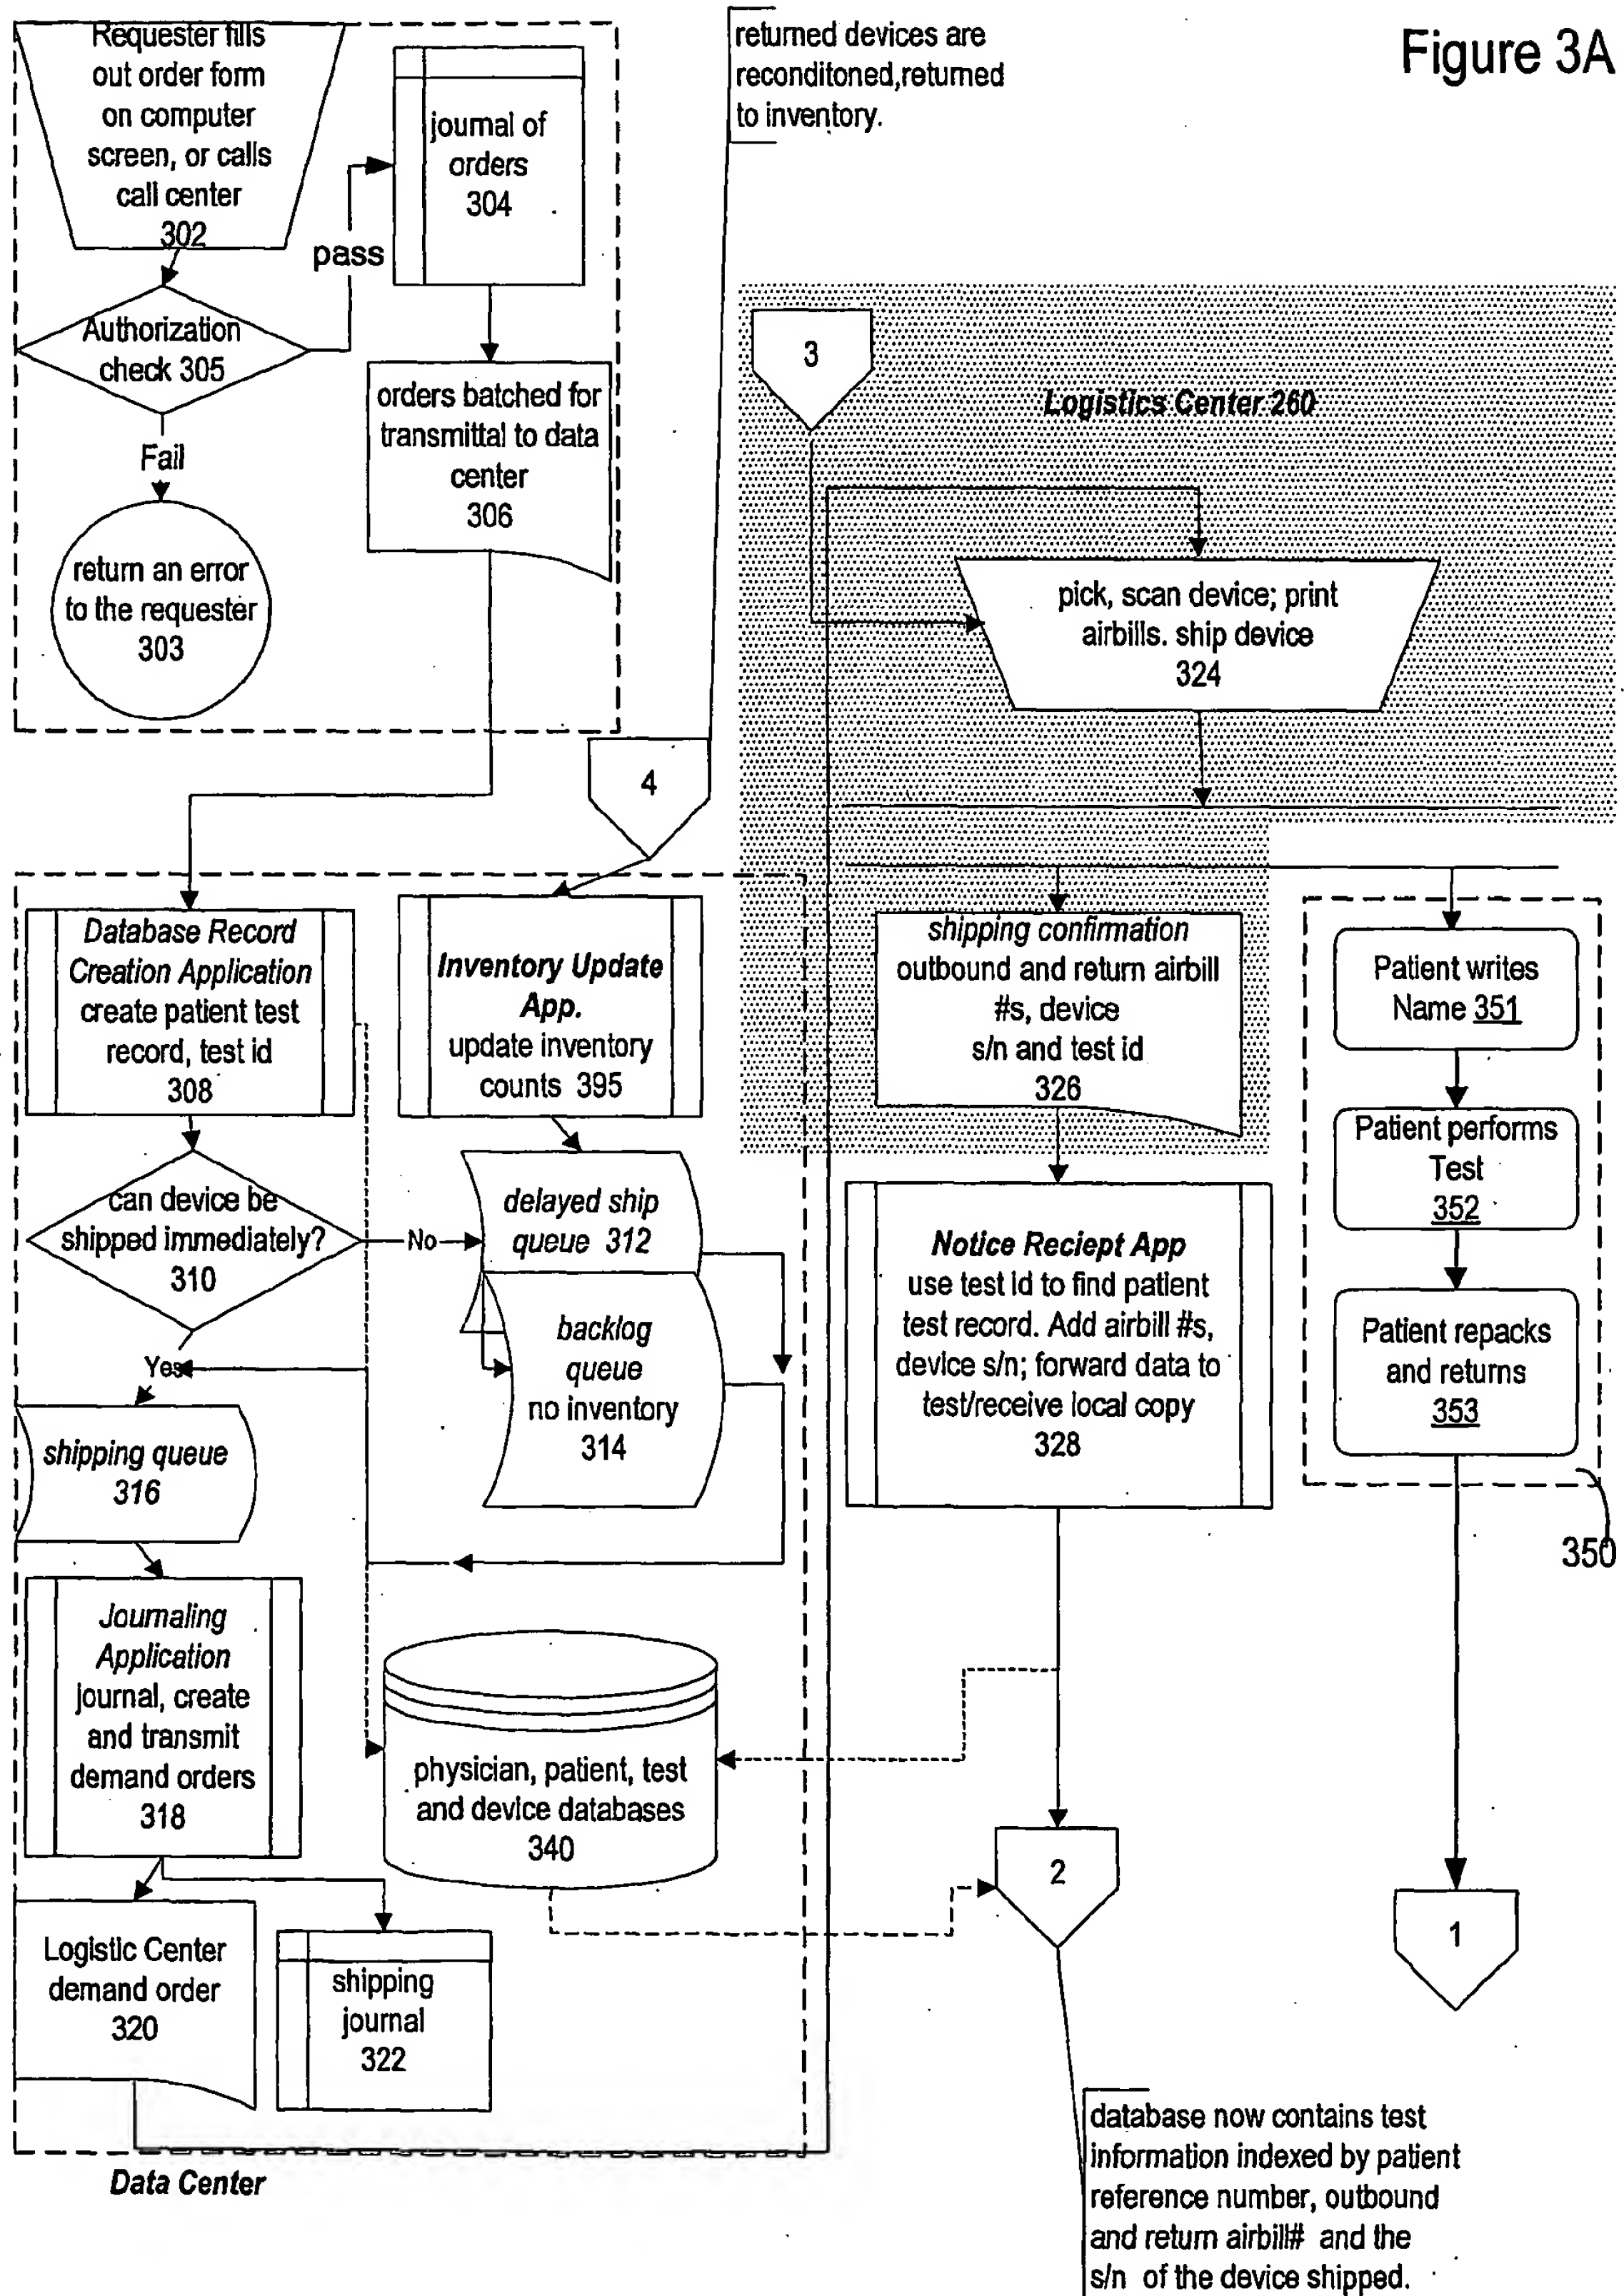 Figure 3A
Requester fills
out order form
on computer
screen, or calls
call center
302
pass
journal of
orders
304
returned devices are
reconditoned,returned
to inventory.
Authorization
check 305
Fail
return an error
to the requester
303
orders batched for
transmittal to data
center
306
3
Logistics Center 260
pick, scan device; print
airbills. ship device
324
4
Database Record
Creation Application
create patient test
record, test id
308
Inventory Update
App.
update inventory
counts 395
shipping confirmation
outbound and return airbill
#s, device
s/n and test id
326
Patient writes
Name 351
Patient performs
Test
352
Patient repacks
and returns
353
350
can device be
shipped immediately?
310
No
Yes
delayed ship
queue 312
backlog
queue
no inventory
314
Notice Reciept App
use test id to find patient
test record. Add airbill #s,
device s/n; forward data to
test/receive local copy
328
shipping queue
316
Journaling
Application
journal, create
and transmit
demand orders
318
physician, patient, test
and device databases
340
2
1
Logistic Center
demand order
320
shipping
journal
322
Data Center
database now contains test
information indexed by patient
reference number, outbound
and return airbill# and the
s/n of the device shipped.